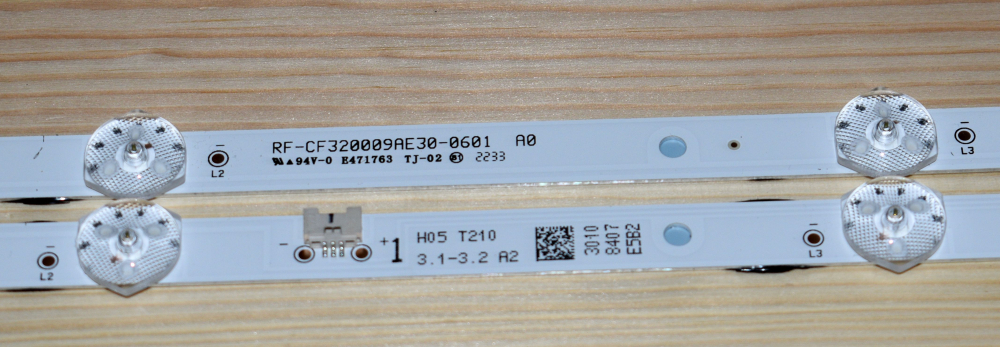 RF-CF320009AE30-0601 A0
94V-0 E471763 TJ-02 2233
-
L2
-
L3
-
L2
- +1
H05 T210
3.1-3.2 A2
3010
8407
E5B2
-
L3